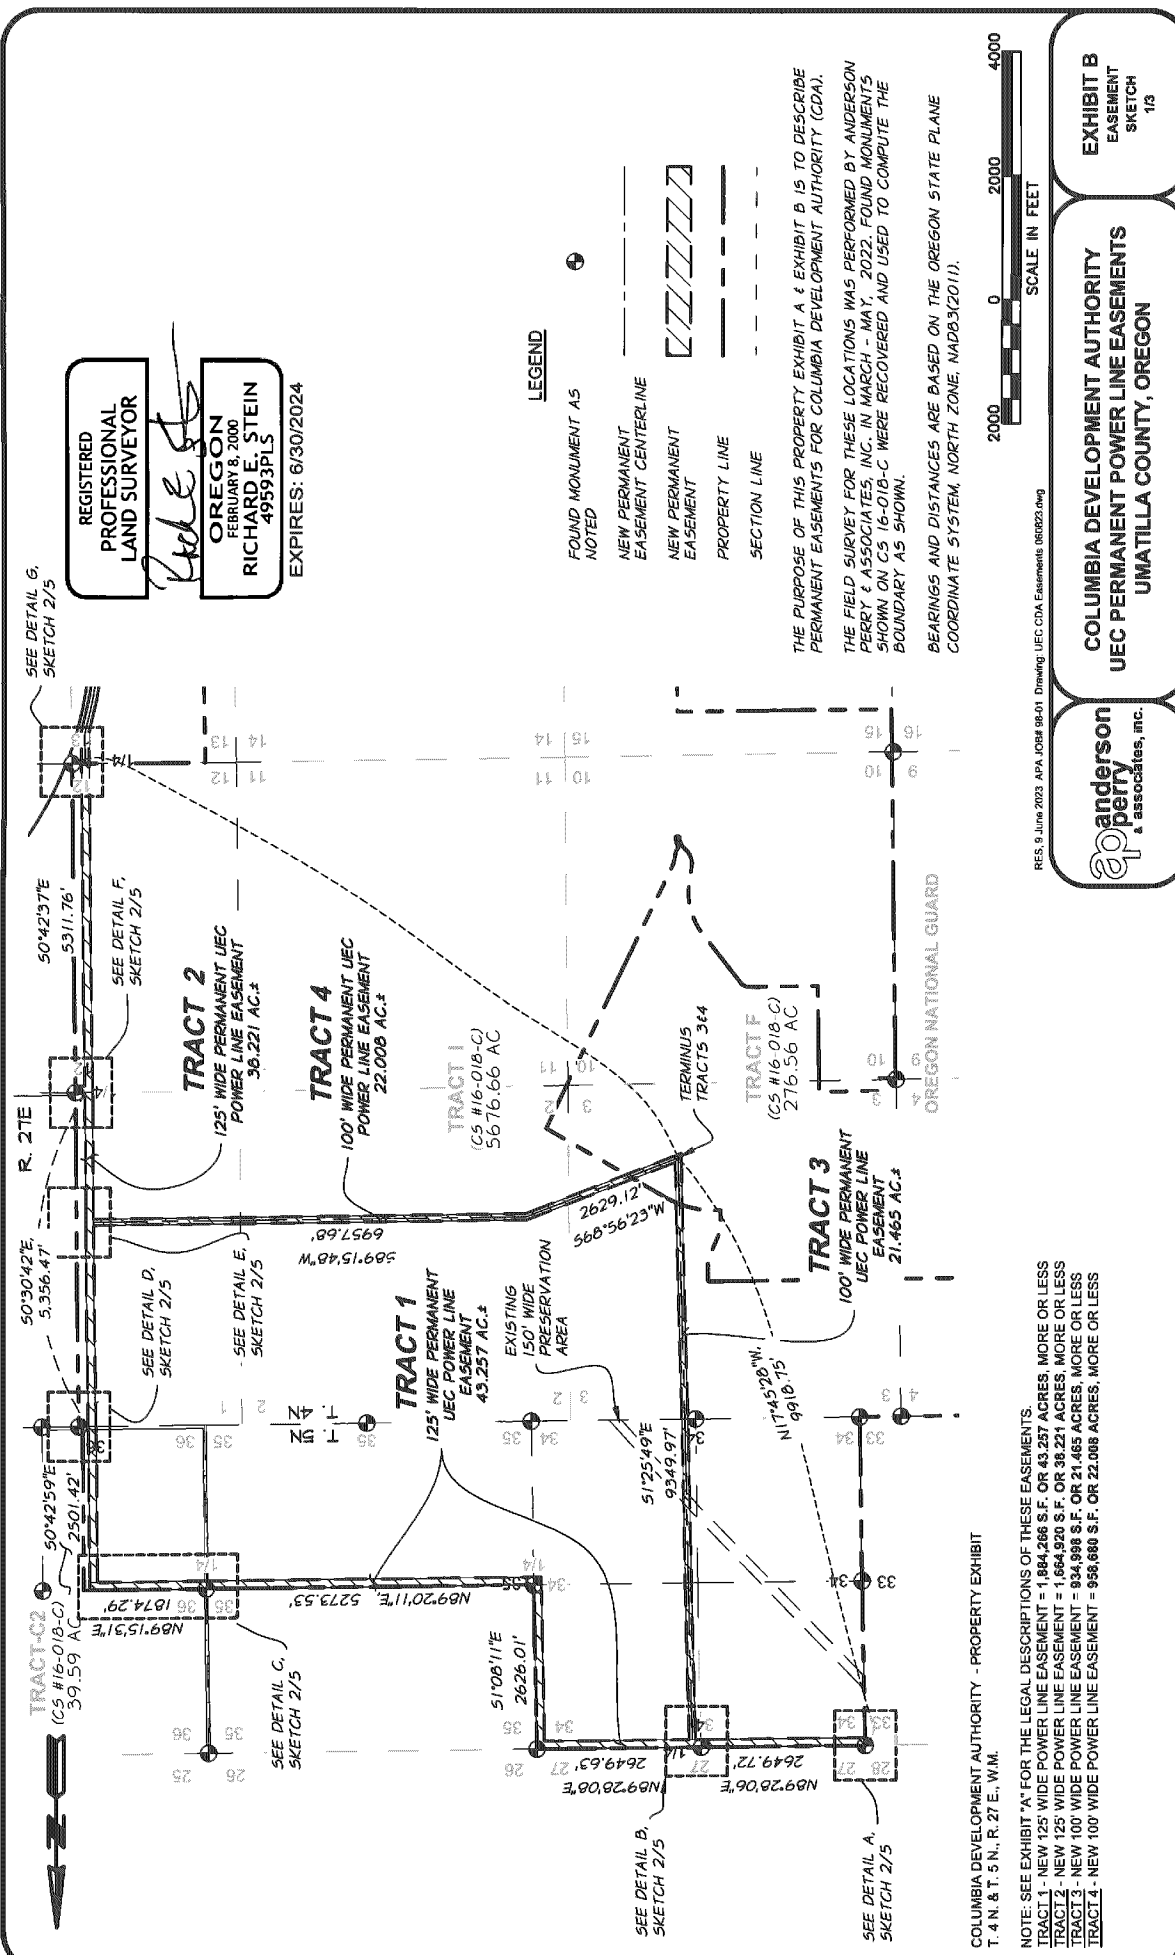 TRACT-C2
(CS #16-018-C)
39.59 AC
S0°42'59"E
2501.42'
S0°30'42"E,
5,356.47'
R. 27E
S0°42'37"E
5311.76'
SEE DETAIL G,
SKETCH 2/5
SEE DETAIL F,
SKETCH 2/5
SEE DETAIL D,
SKETCH 2/5
SEE DETAIL E,
SKETCH 2/5
N89°15'31"E
1874.29'
TRACT 2
125' WIDE PERMANENT UEC
POWER LINE EASEMENT
38.221 AC.±
TRACT 4
100' WIDE PERMANENT UEC
POWER LINE EASEMENT
22.008 AC.±
S89°15'48"W
6957.68'
SEE DETAIL C,
SKETCH 2/5
N89°20'11"E,
5273.53'
T. 5N
T. 4N
TRACT 1
125' WIDE PERMANENT
UEC POWER LINE
EASEMENT
43.257 AC.±
TRACT 1
(CS #16-018-C)
5676.66 AC
S1°08'11"E
2626.01'
EXISTING
150' WIDE
PRESERVATION
AREA
2629.12'
S68°56'23"W
N89°28'08"E
2649.63'
S1°25'49"E
9349.97'
TERMINUS
TRACTS 3&4
SEE DETAIL B,
SKETCH 2/5
N89°28'06"E
2649.72'
N17°45'28"W,
9918.75'
TRACT F
(CS #16-018-C)
276.56 AC
TRACT 3
100' WIDE PERMANENT
UEC POWER LINE
EASEMENT
21.465 AC.±
SEE DETAIL A,
SKETCH 2/5
OREGON NATIONAL GUARD
REGISTERED
PROFESSIONAL
LAND SURVEYOR
OREGON
FEBRUARY 8, 2000
RICHARD E. STEIN
49593PLS
EXPIRES: 6/30/2024
LEGEND
FOUND MONUMENT AS
NOTED
NEW PERMANENT
EASEMENT CENTERLINE
NEW PERMANENT
EASEMENT
PROPERTY LINE
SECTION LINE
THE PURPOSE OF THIS PROPERTY EXHIBIT A & EXHIBIT B IS TO DESCRIBE
PERMANENT EASEMENTS FOR COLUMBIA DEVELOPMENT AUTHORITY (CDA).
THE FIELD SURVEY FOR THESE LOCATIONS WAS PERFORMED BY ANDERSON
PERRY & ASSOCIATES, INC. IN MARCH - MAY, 2022. FOUND MONUMENTS
SHOWN ON CS 16-018-C WERE RECOVERED AND USED TO COMPUTE THE
BOUNDARY AS SHOWN.
BEARINGS AND DISTANCES ARE BASED ON THE OREGON STATE PLANE
COORDINATE SYSTEM, NORTH ZONE, NAD83(2011).
2000 0 2000 4000
SCALE IN FEET
COLUMBIA DEVELOPMENT AUTHORITY - PROPERTY EXHIBIT
T. 4 N. & T. 5 N., R. 27 E., W.M.
NOTE: SEE EXHIBIT "A" FOR THE LEGAL DESCRIPTIONS OF THESE EASEMENTS.
TRACT 1 - NEW 125' WIDE POWER LINE EASEMENT = 1,884,266 S.F. OR 43.257 ACRES, MORE OR LESS
TRACT 2 - NEW 125' WIDE POWER LINE EASEMENT = 1,664,920 S.F. OR 38.221 ACRES, MORE OR LESS
TRACT 3 - NEW 100' WIDE POWER LINE EASEMENT = 934,998 S.F. OR 21.465 ACRES, MORE OR LESS
TRACT 4 - NEW 100' WIDE POWER LINE EASEMENT = 958,680 S.F. OR 22.008 ACRES, MORE OR LESS
RES, 9 June 2023 APA JOB# 98-01 Drawing: UEC CDA Easements 060823.dwg
anderson
perry
& associates, inc.
COLUMBIA DEVELOPMENT AUTHORITY
UEC PERMANENT POWER LINE EASEMENTS
UMATILLA COUNTY, OREGON
EXHIBIT B
EASEMENT
SKETCH
1/3